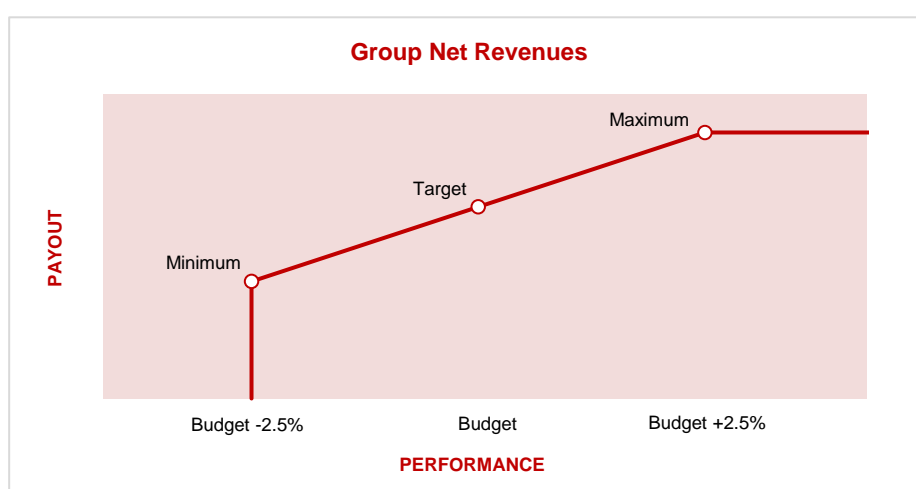 Group Net Revenues
Maximum
Target
Minimum
PAYOUT
Budget -2.5%
Budget
Budget +2.5%
PERFORMANCE